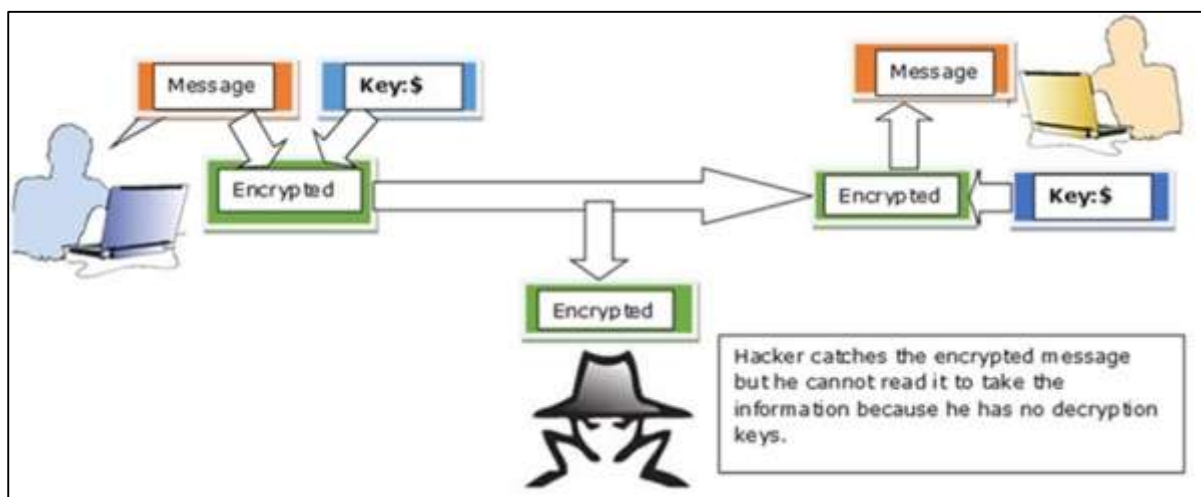 Message
Key:$
Message
Encrypted
Encrypted
Key:$
Encrypted
Hacker catches the encrypted message
but he cannot read it to take the
information because he has no decryption
keys.